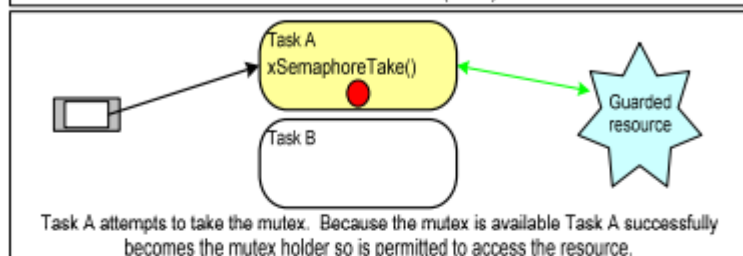 Task A
xSemaphoreTake()
Guarded
resource
Task B
Task A attempts to take the mutex. Because the mutex is available Task A successfully
becomes the mutex holder so is permitted to access the resource.